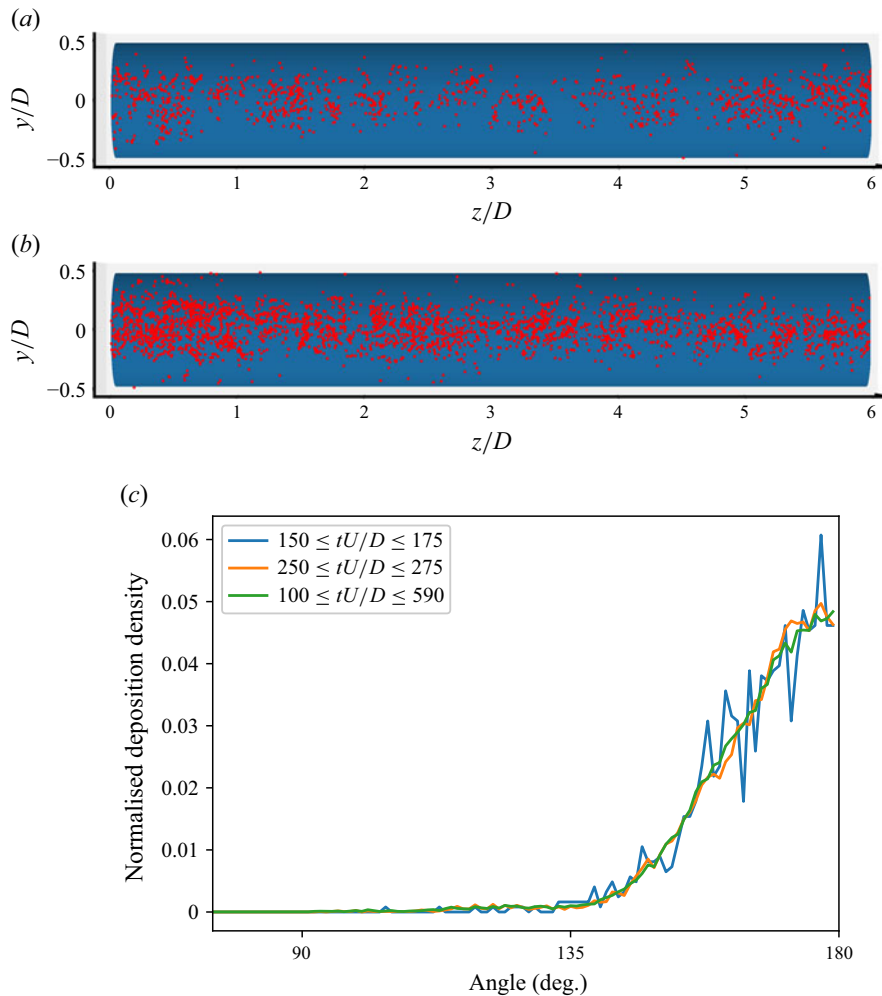 (a)
0.5
y/D
0
−0.5
0 1 2 3 4 5 6
z/D
(b)
0.5
y/D
0
−0.5
0 1 2 3 4 5 6
z/D
(c)
0.06
0.05
0.04
0.03
0.02
0.01
0
Normalised deposition density
150 ≤ tU/D ≤ 175
250 ≤ tU/D ≤ 275
100 ≤ tU/D ≤ 590
90 135 180
Angle (deg.)